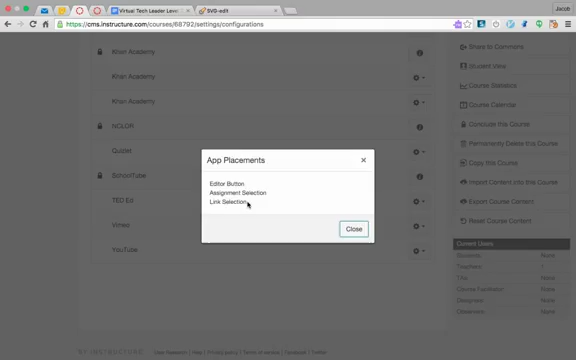 Jacob
Virtual Tech Leader Leve
SVG-edit
https://cms.instructure.com/courses/68792/settings/configurations
Khan Academy
Khan Academy
Khan Academy
NCLOR
Quizlet
SchoolTube
TED Ed
Vimeo
YouTube
App Placements
Editor Button
Assignment Selection
Link Selection
Close
Share to Commons
Student View
Course Statistics
Course Calendar
Conclude this Course
Permanently Delete this Course
Copy this Course
Import Content into this Course
Export Course Content
Reset Course Content
Current Users
Students: None
Teachers: 1
TAs: None
Course Facilitator: None
Designers: None
Observers: None
BY INSTRUCTURE
User Research | Help | Privacy policy | Terms of service | Facebook | Twitter